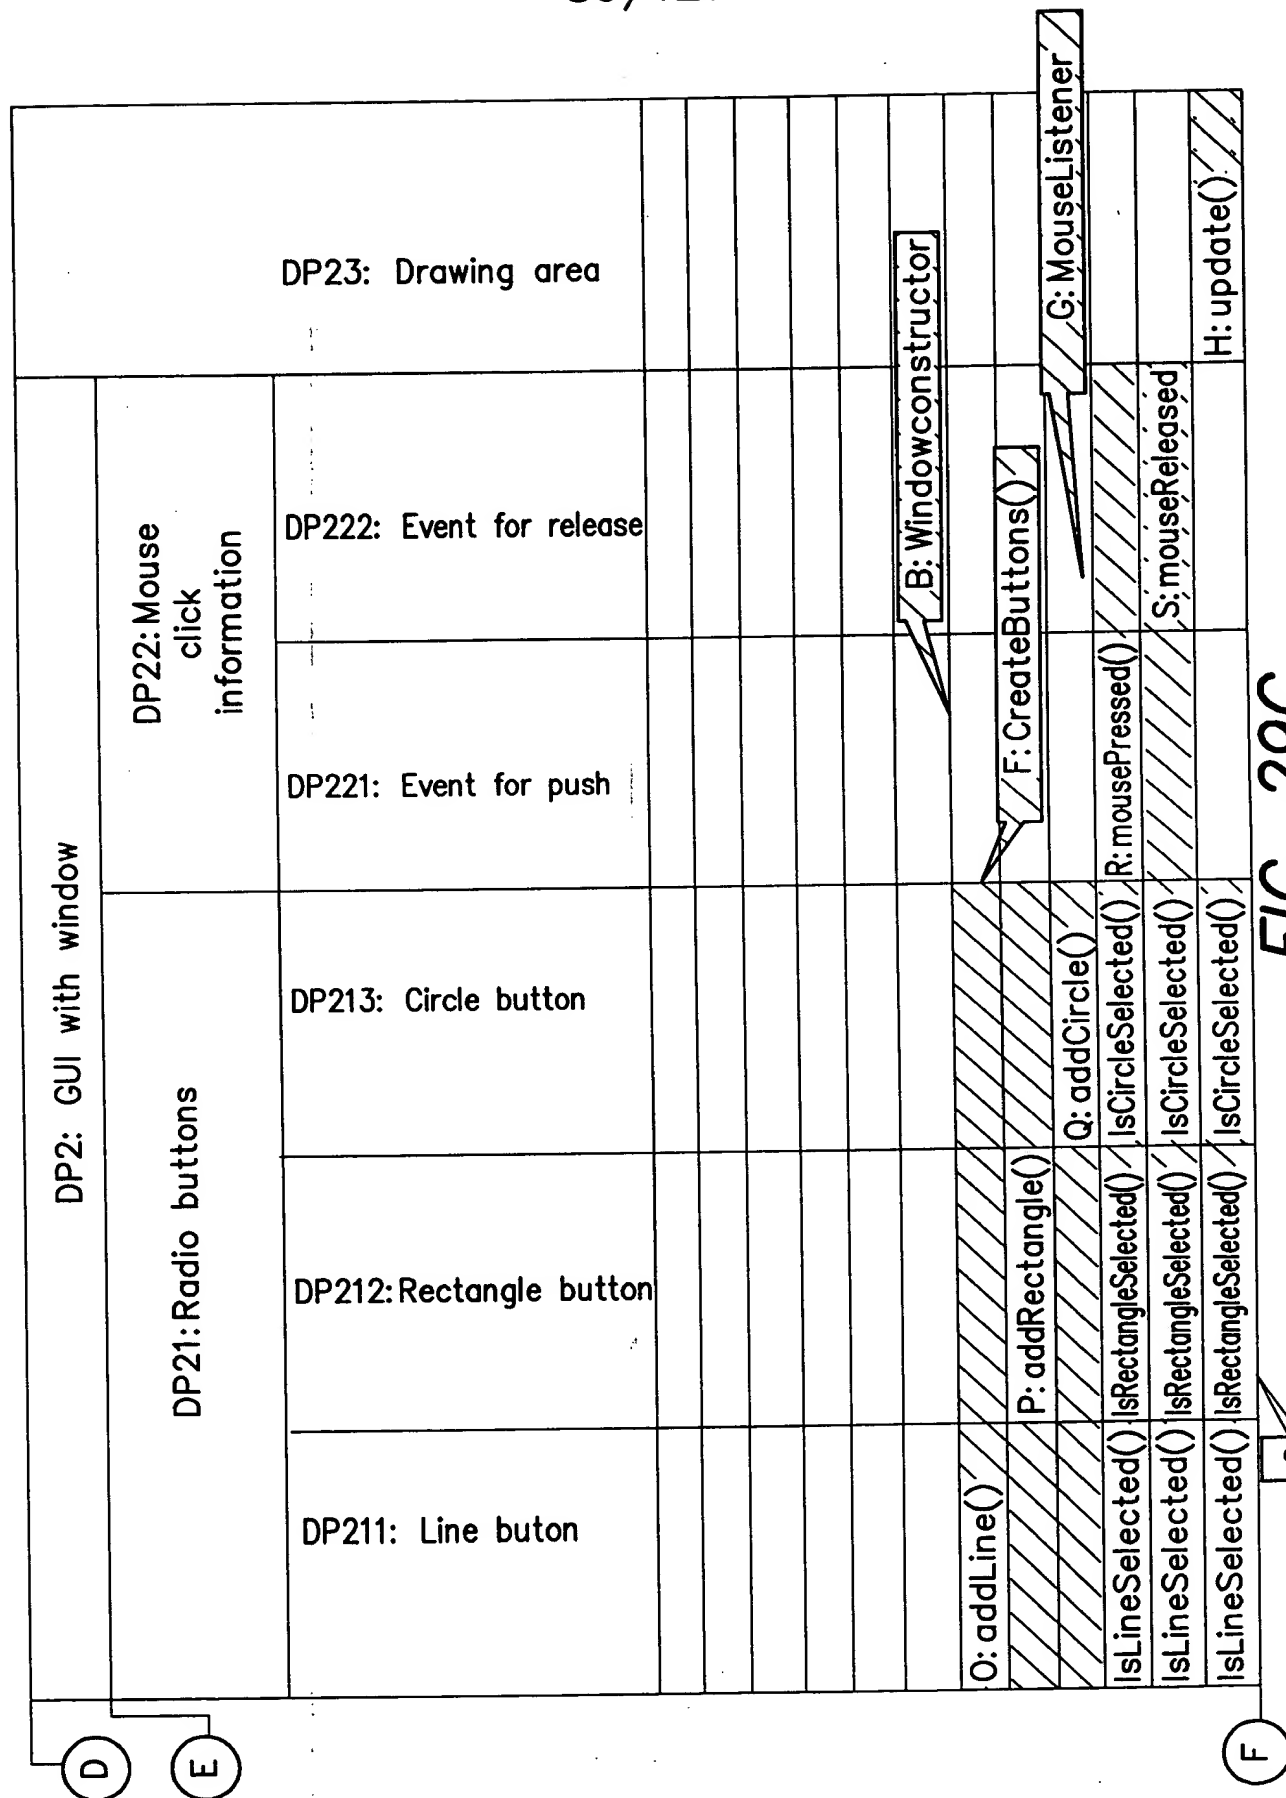 DP2: GUI with window
DP21: Radio buttons
DP22: Mouse
click
information
DP211: Line buton
DP212: Rectangle button
DP213: Circle button
DP221: Event for push
DP222: Event for release
DP23: Drawing area
B: Windowconstructor
O: addLine()
F: CreateButtons()
P: addRectangle()
G: MouseListener
Q: addCircle()
IsLineSelected() IsRectangleSelected() IsCircleSelected() R: mousePressed()
IsLineSelected() IsRectangleSelected() IsCircleSelected() S: mouseReleased
IsLineSelected() IsRectangleSelected() IsCircleSelected() H: update()
D
E
F